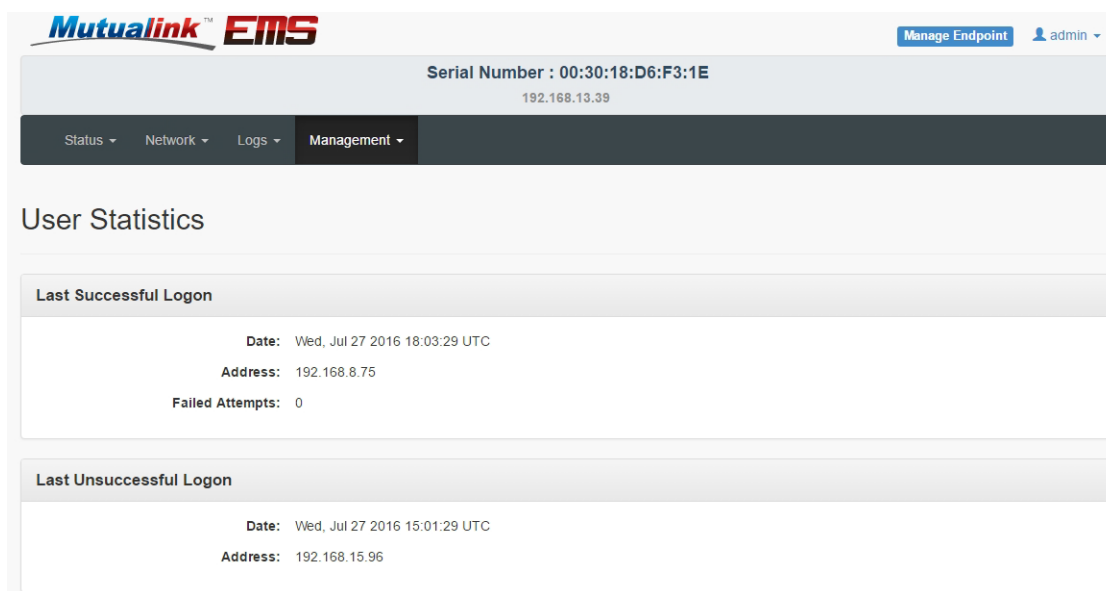 Mutualink™ EMS
Manage Endpoint admin
Serial Number : 00:30:18:D6:F3:1E
192.168.13.39
Status Network Logs Management
User Statistics
Last Successful Logon
Date: Wed, Jul 27 2016 18:03:29 UTC
Address: 192.168.8.75
Failed Attempts: 0
Last Unsuccessful Logon
Date: Wed, Jul 27 2016 15:01:29 UTC
Address: 192.168.15.96